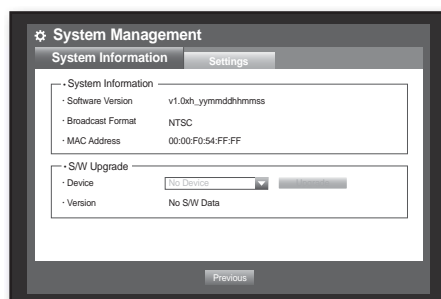 System Management
System Information Settings
• System Information
· Software Version v1.0xh_yymmddhhmmss
· Broadcast Format NTSC
· MAC Address 00:00:F0:54:FF:FF
• S/W Upgrade
· Device No Device Upgrade
· Version No S/W Data
Previous